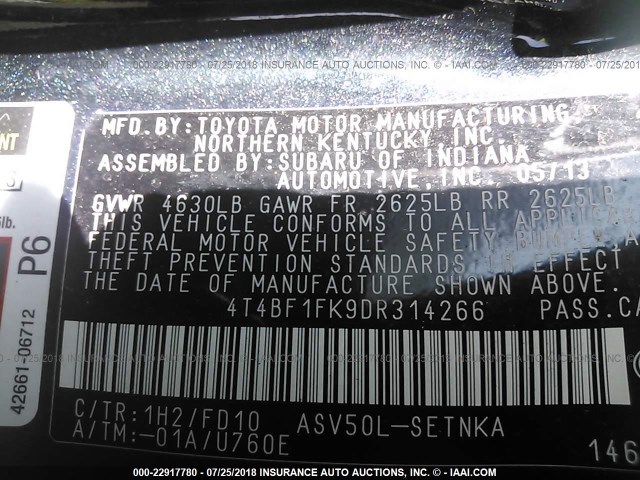 000-22917780 - 07/25/2018 INSURANCE AUTO AUCTIONS, INC. - IAAI.COM
MFD.BY:TOYOTA MOTOR MANUFACTURING
NORTHERN KENTUCKY, INC.
ASSEMBLED BY:SUBARU OF INDIANA
AUTOMOTIVE, INC. 05/13
GVWR 4630LB GAWR FR 2625LB RR 2625LB
THIS VEHICLE CONFORMS TO ALL
FEDERAL MOTOR VEHICLE SAFETY
THEFT PREVENTION STANDARDS IN EFFECT ON
THE DATE OF MANUFACTURE SHOWN ABOVE.
4T4BF1FK9DR314266 PASS.CA
C/TR:1H2/FD10 ASV50L-SETNKA
A/TM:-01A/U760E
146
P6
42661-06712
lb.
000-22917780 - 07/25/2018 INSURANCE AUTO AUCTIONS, INC. - IAAI.COM